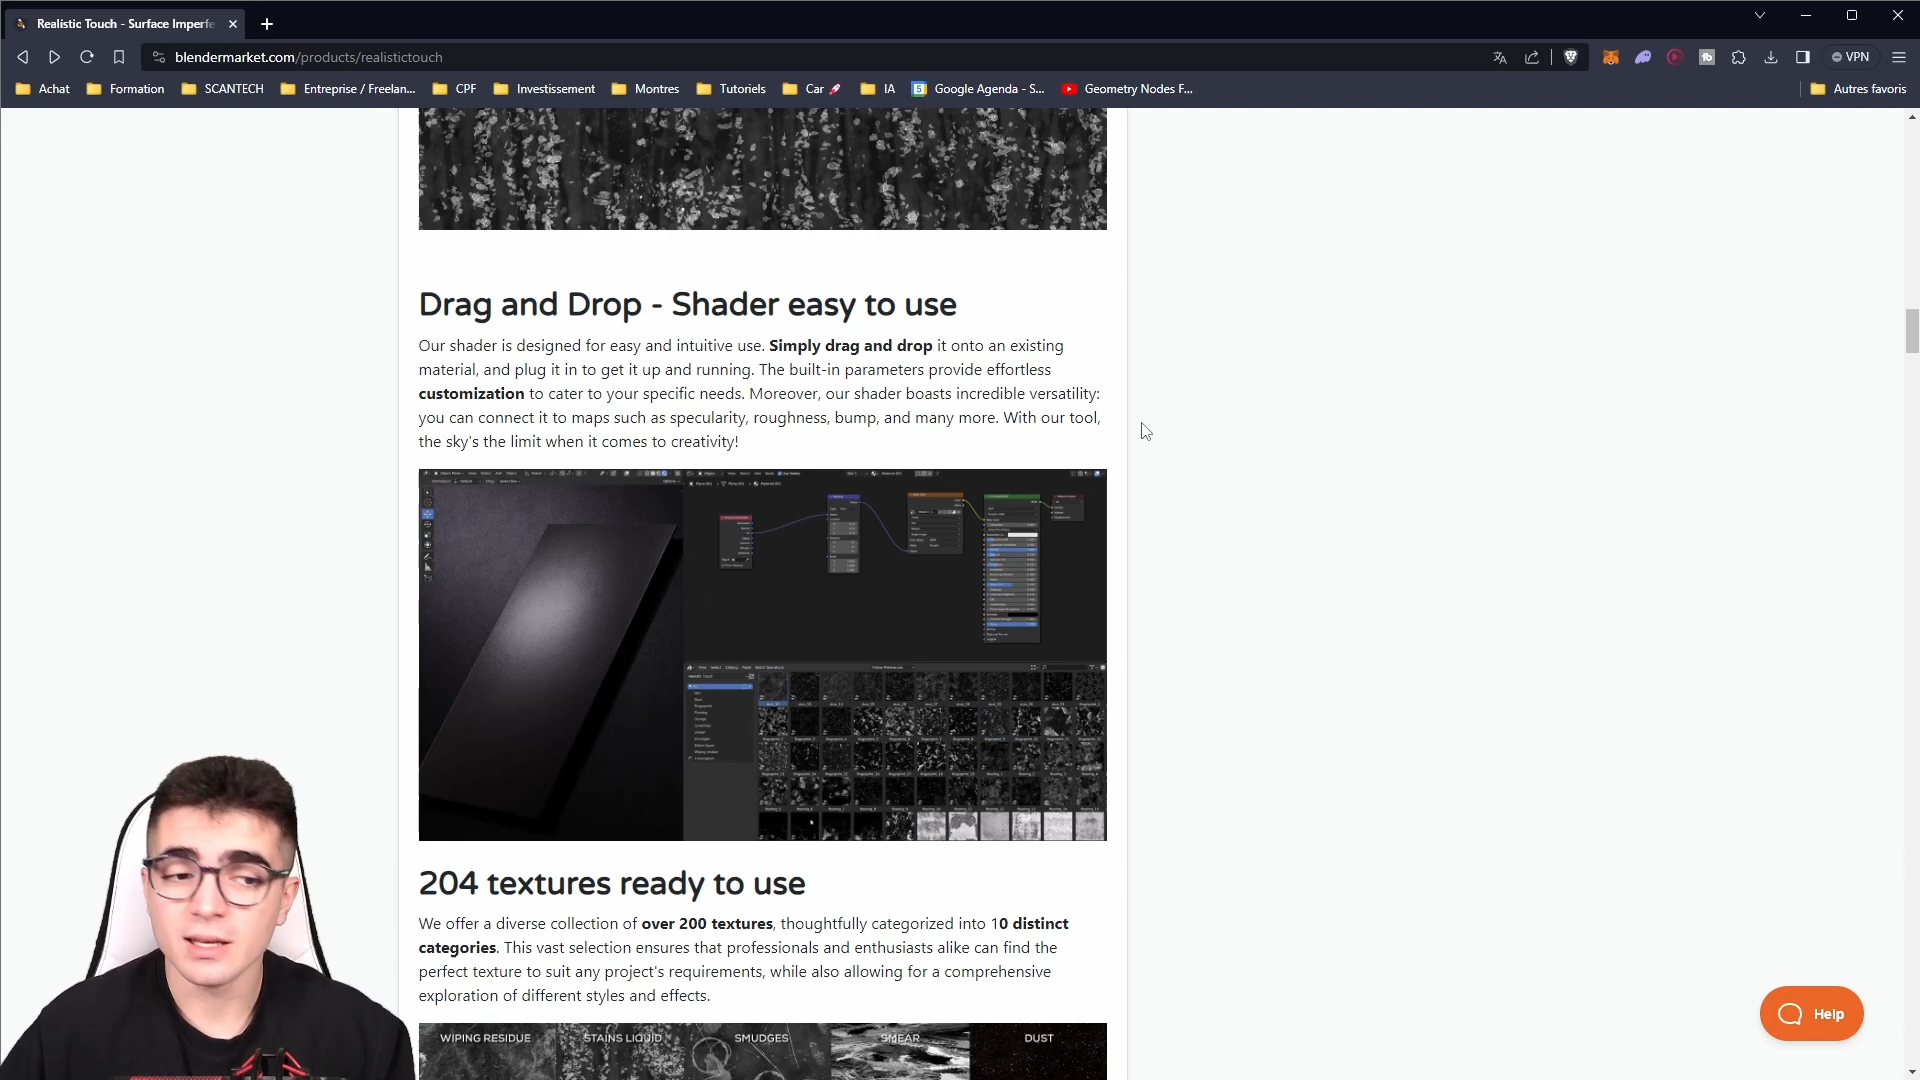 Realistic Touch - Surface Imperfe
blendermarket.com/products/realistictouch
VPN
Achat
Formation
SCANTECH
Entreprise / Freelan...
CPF
Investissement
Montres
Tutoriels
Car
IA
Google Agenda - S...
Geometry Nodes F...
Autres favoris
Drag and Drop - Shader easy to use
Our shader is designed for easy and intuitive use. Simply drag and drop it onto an existing
material, and plug it in to get it up and running. The built-in parameters provide effortless
customization to cater to your specific needs. Moreover, our shader boasts incredible versatility:
you can connect it to maps such as specularity, roughness, bump, and many more. With our tool,
the sky's the limit when it comes to creativity!
204 textures ready to use
We offer a diverse collection of over 200 textures, thoughtfully categorized into 10 distinct
categories. This vast selection ensures that professionals and enthusiasts alike can find the
perfect texture to suit any project's requirements, while also allowing for a comprehensive
exploration of different styles and effects.
WIPING RESIDUE
STAINS LIQUID
SMUDGES
SMEAR
DUST
Help